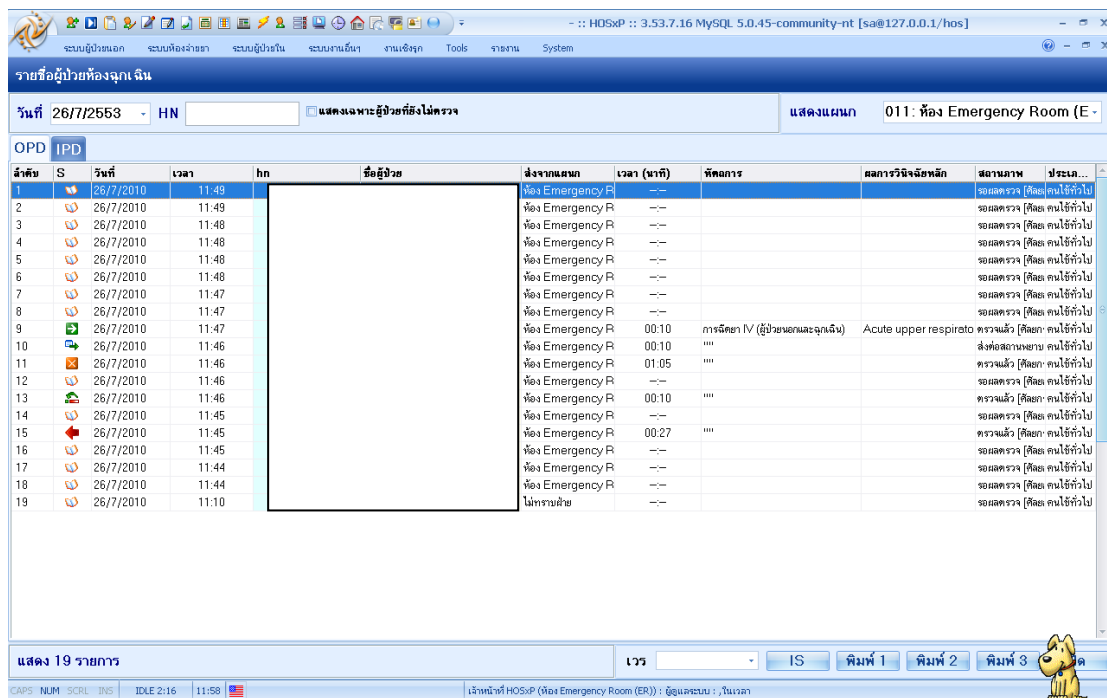 - :: HOSxP :: 3.53.7.16 MySQL 5.0.45-community-nt [sa@127.0.0.1/hos]
ระบบผู้ป่วยนอก ระบบห้องจ่ายยา ระบบผู้ป่วยใน ระบบงานอื่นๆ งานเชิงรุก Tools รายงาน System
รายชื่อผู้ป่วยห้องฉุกเฉิน
วันที่ 26/7/2553 HN แสดงเฉพาะผู้ป่วยที่ยังไม่ตรวจ แสดงแผนก 011: ห้อง Emergency Room (E
OPD IPD
ลำดับ S วันที่ เวลา hn ชื่อผู้ป่วย ส่งจากแผนก เวลา (นาที) หัตถการ ผลการวินิจฉัยหลัก สถานภาพ ประเภ...
1 26/7/2010 11:49 ห้อง Emergency R --:-- รอผลตรวจ [ศัลย คนไข้ทั่วไป
2 26/7/2010 11:49 ห้อง Emergency R --:-- รอผลตรวจ [ศัลย คนไข้ทั่วไป
3 26/7/2010 11:48 ห้อง Emergency R --:-- รอผลตรวจ [ศัลย คนไข้ทั่วไป
4 26/7/2010 11:48 ห้อง Emergency R --:-- รอผลตรวจ [ศัลย คนไข้ทั่วไป
5 26/7/2010 11:48 ห้อง Emergency R --:-- รอผลตรวจ [ศัลย คนไข้ทั่วไป
6 26/7/2010 11:48 ห้อง Emergency R --:-- รอผลตรวจ [ศัลย คนไข้ทั่วไป
7 26/7/2010 11:47 ห้อง Emergency R --:-- รอผลตรวจ [ศัลย คนไข้ทั่วไป
8 26/7/2010 11:47 ห้อง Emergency R --:-- รอผลตรวจ [ศัลย คนไข้ทั่วไป
9 26/7/2010 11:47 ห้อง Emergency R 00:10 การฉีดยา IV (ผู้ป่วยนอกและฉุกเฉิน) Acute upper respirato ตรวจแล้ว [ศัลยก คนไข้ทั่วไป
10 26/7/2010 11:46 ห้อง Emergency R 00:10 "" ส่งต่อสถานพยาบ คนไข้ทั่วไป
11 26/7/2010 11:46 ห้อง Emergency R 01:05 "" ตรวจแล้ว [ศัลยก คนไข้ทั่วไป
12 26/7/2010 11:46 ห้อง Emergency R --:-- รอผลตรวจ [ศัลย คนไข้ทั่วไป
13 26/7/2010 11:46 ห้อง Emergency R 00:10 "" ตรวจแล้ว [ศัลยก คนไข้ทั่วไป
14 26/7/2010 11:45 ห้อง Emergency R --:-- รอผลตรวจ [ศัลย คนไข้ทั่วไป
15 26/7/2010 11:45 ห้อง Emergency R 00:27 "" ตรวจแล้ว [ศัลยก คนไข้ทั่วไป
16 26/7/2010 11:45 ห้อง Emergency R --:-- รอผลตรวจ [ศัลย คนไข้ทั่วไป
17 26/7/2010 11:44 ห้อง Emergency R --:-- รอผลตรวจ [ศัลย คนไข้ทั่วไป
18 26/7/2010 11:44 ห้อง Emergency R --:-- รอผลตรวจ [ศัลย คนไข้ทั่วไป
19 26/7/2010 11:10 ไม่ทราบฝ่าย --:-- รอผลตรวจ [ศัลย คนไข้ทั่วไป
แสดง 19 รายการ เวร IS พิมพ์ 1 พิมพ์ 2 พิมพ์ 3
CAPS NUM SCRL INS IDLE 2:16 11:58 เจ้าหน้าที่ HOSxP (ห้อง Emergency Room (ER)) : ผู้ดูแลระบบ : ,ในเวลา